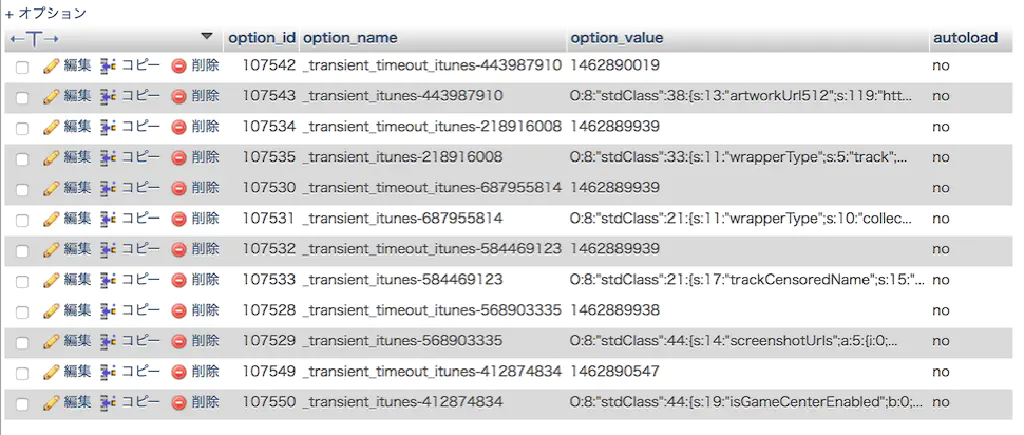 + オプション
←T→ ▼ option_id option_name option_value autoload
編集 コピー 削除 107542 _transient_timeout_itunes-443987910 1462890019 no
編集 コピー 削除 107543 _transient_itunes-443987910 O:8:"stdClass":38:{s:13:"artworkUrl512";s:119:"htt... no
編集 コピー 削除 107534 _transient_timeout_itunes-218916008 1462889939 no
編集 コピー 削除 107535 _transient_itunes-218916008 O:8:"stdClass":33:{s:11:"wrapperType";s:5:"track";... no
編集 コピー 削除 107530 _transient_timeout_itunes-687955814 1462889939 no
編集 コピー 削除 107531 _transient_itunes-687955814 O:8:"stdClass":21:{s:11:"wrapperType";s:10:"collec... no
編集 コピー 削除 107532 _transient_timeout_itunes-584469123 1462889939 no
編集 コピー 削除 107533 _transient_itunes-584469123 O:8:"stdClass":21:{s:17:"trackCensoredName";s:15:"... no
編集 コピー 削除 107528 _transient_timeout_itunes-568903335 1462889938 no
編集 コピー 削除 107529 _transient_itunes-568903335 O:8:"stdClass":44:{s:14:"screenshotUrls";a:5:{i:0;... no
編集 コピー 削除 107549 _transient_timeout_itunes-412874834 1462890547 no
編集 コピー 削除 107550 _transient_itunes-412874834 O:8:"stdClass":44:{s:19:"isGameCenterEnabled";b:0;... no